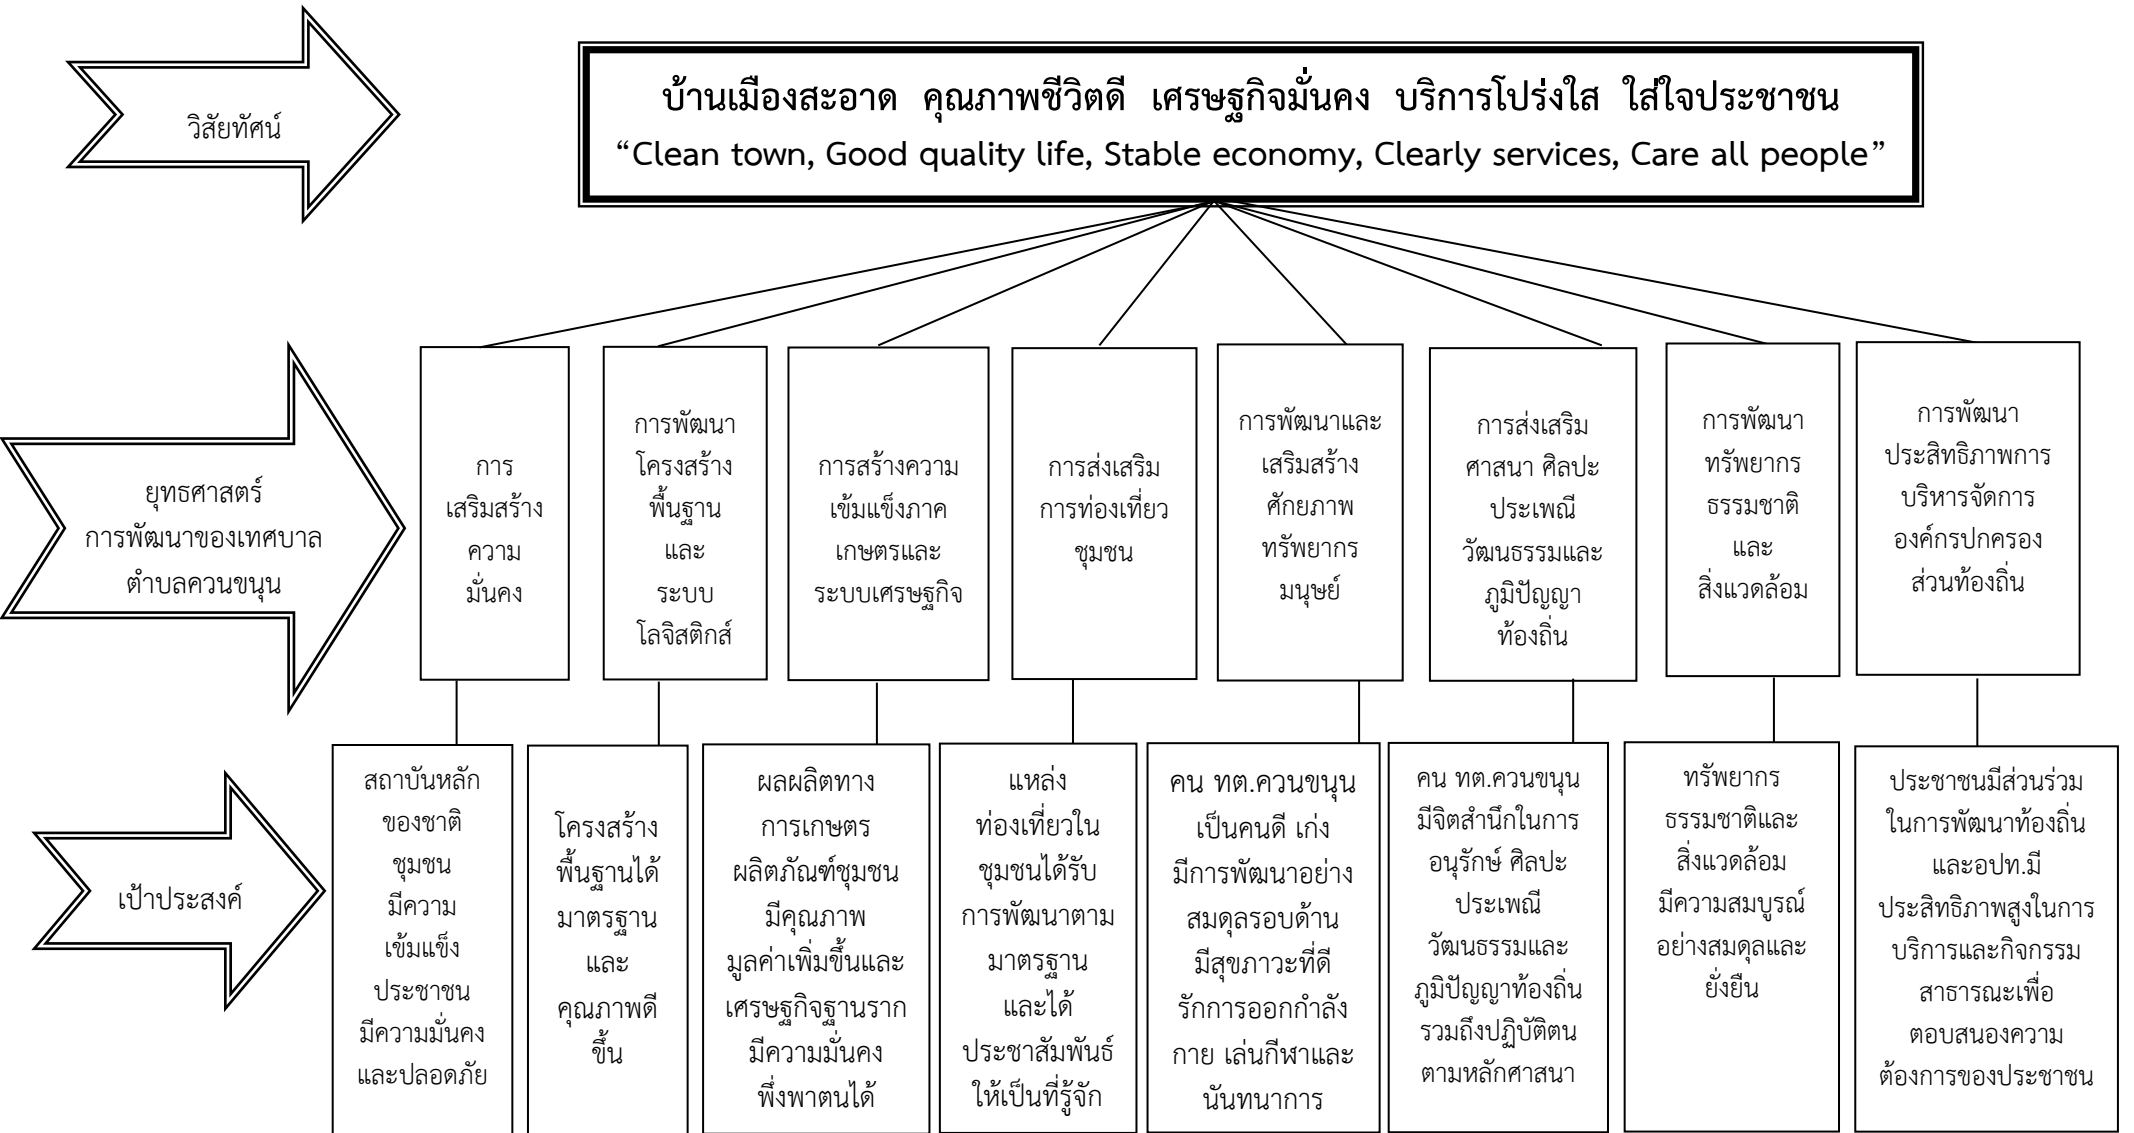 วิสัยทัศน์
บ้านเมืองสะอาด คุณภาพชีวิตดี เศรษฐกิจมั่นคง บริการโปร่งใส ใส่ใจประชาชน
“Clean town, Good quality life, Stable economy, Clearly services, Care all people”
ยุทธศาสตร์
การพัฒนาของเทศบาล
ตำบลควนขนุน
การ
เสริมสร้าง
ความ
มั่นคง
การพัฒนา
โครงสร้าง
พื้นฐาน
และ
ระบบ
โลจิสติกส์
การสร้างความ
เข้มแข็งภาค
เกษตรและ
ระบบเศรษฐกิจ
การส่งเสริม
การท่องเที่ยว
ชุมชน
การพัฒนาและ
เสริมสร้าง
ศักยภาพ
ทรัพยากร
มนุษย์
การส่งเสริม
ศาสนา ศิลปะ
ประเพณี
วัฒนธรรมและ
ภูมิปัญญา
ท้องถิ่น
การพัฒนา
ทรัพยากร
ธรรมชาติ
และ
สิ่งแวดล้อม
การพัฒนา
ประสิทธิภาพการ
บริหารจัดการ
องค์กรปกครอง
ส่วนท้องถิ่น
เป้าประสงค์
สถาบันหลัก
ของชาติ
ชุมชน
มีความ
เข้มแข็ง
ประชาชน
มีความมั่นคง
และปลอดภัย
โครงสร้าง
พื้นฐานได้
มาตรฐาน
และ
คุณภาพดี
ขึ้น
ผลผลิตทาง
การเกษตร
ผลิตภัณฑ์ชุมชน
มีคุณภาพ
มูลค่าเพิ่มขึ้นและ
เศรษฐกิจฐานราก
มีความมั่นคง
พึ่งพาตนได้
แหล่ง
ท่องเที่ยวใน
ชุมชนได้รับ
การพัฒนาตาม
มาตรฐาน
และได้
ประชาสัมพันธ์
ให้เป็นที่รู้จัก
คน ทต.ควนขนุน
เป็นคนดี เก่ง
มีการพัฒนาอย่าง
สมดุลรอบด้าน
มีสุขภาวะที่ดี
รักการออกกำลัง
กาย เล่นกีฬาและ
นันทนาการ
คน ทต.ควนขนุน
มีจิตสำนึกในการ
อนุรักษ์ ศิลปะ
ประเพณี
วัฒนธรรมและ
ภูมิปัญญาท้องถิ่น
รวมถึงปฏิบัติตน
ตามหลักศาสนา
ทรัพยากร
ธรรมชาติและ
สิ่งแวดล้อม
มีความสมบูรณ์
อย่างสมดุลและ
ยั่งยืน
ประชาชนมีส่วนร่วม
ในการพัฒนาท้องถิ่น
และอปท.มี
ประสิทธิภาพสูงในการ
บริการและกิจกรรม
สาธารณะเพื่อ
ตอบสนองความ
ต้องการของประชาชน